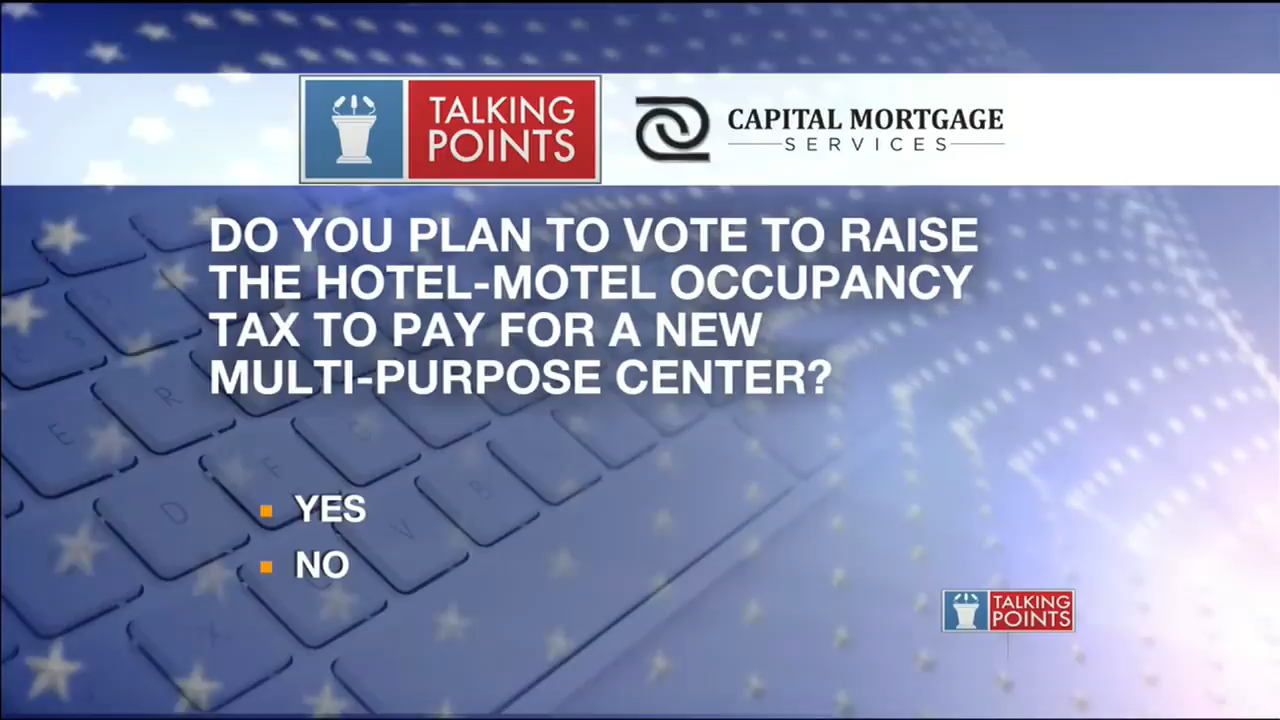 TALKING
POINTS
CAPITAL MORTGAGE
SERVICES
DO YOU PLAN TO VOTE TO RAISE
THE HOTEL-MOTEL OCCUPANCY
TAX TO PAY FOR A NEW
MULTI-PURPOSE CENTER?
YES
NO
TALKING
POINTS